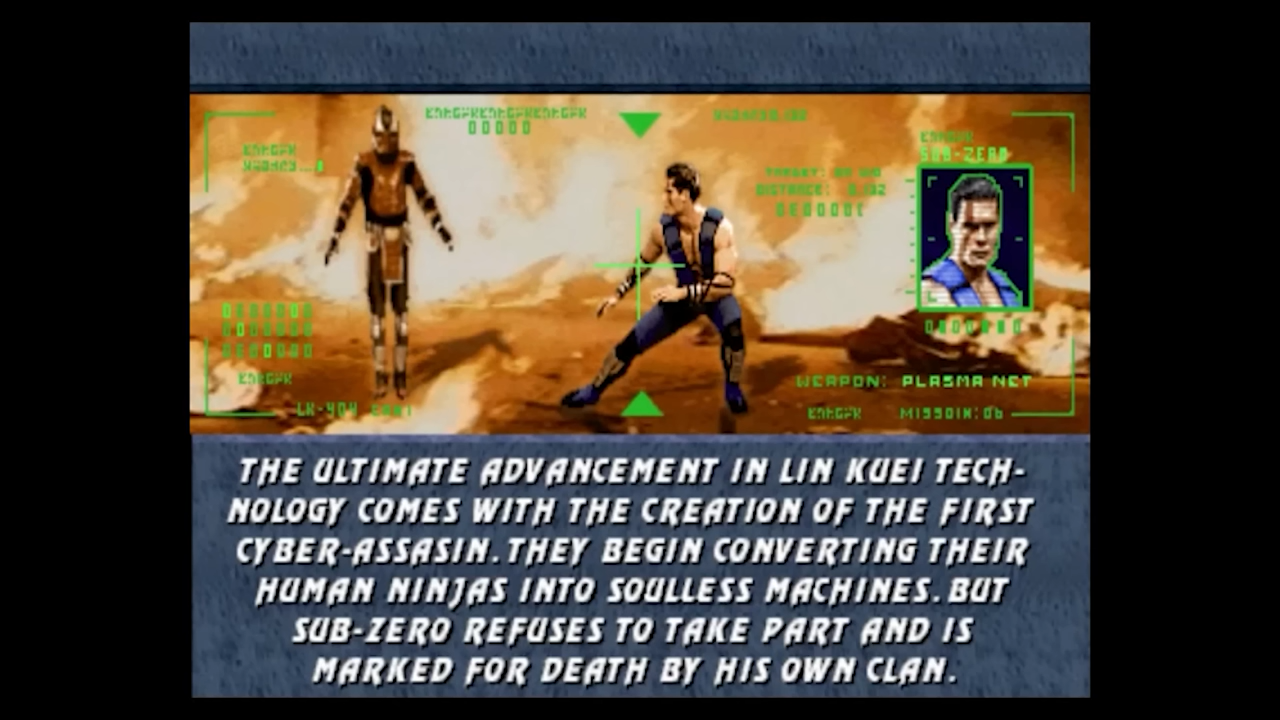 SUB-ZERO
DISTANCE:
WEAPON: PLASMA NET
THE ULTIMATE ADVANCEMENT IN LIN KUEI TECH-
NOLOGY COMES WITH THE CREATION OF THE FIRST
CYBER-ASSASIN. THEY BEGIN CONVERTING THEIR
HUMAN NINJAS INTO SOULLESS MACHINES. BUT
SUB-ZERO REFUSES TO TAKE PART AND IS
MARKED FOR DEATH BY HIS OWN CLAN.